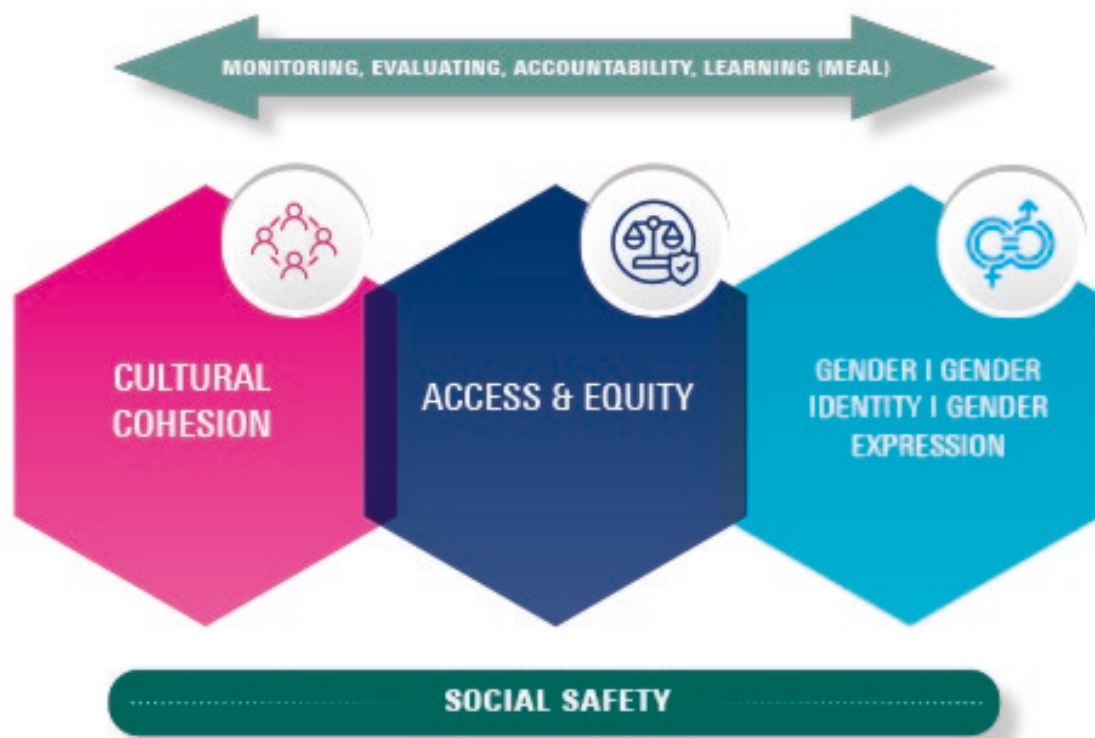 MONITORING, EVALUATING, ACCOUNTABILITY, LEARNING (MEAL)
CULTURAL
COHESION
ACCESS & EQUITY
GENDER I GENDER
IDENTITY I GENDER
EXPRESSION
SOCIAL SAFETY